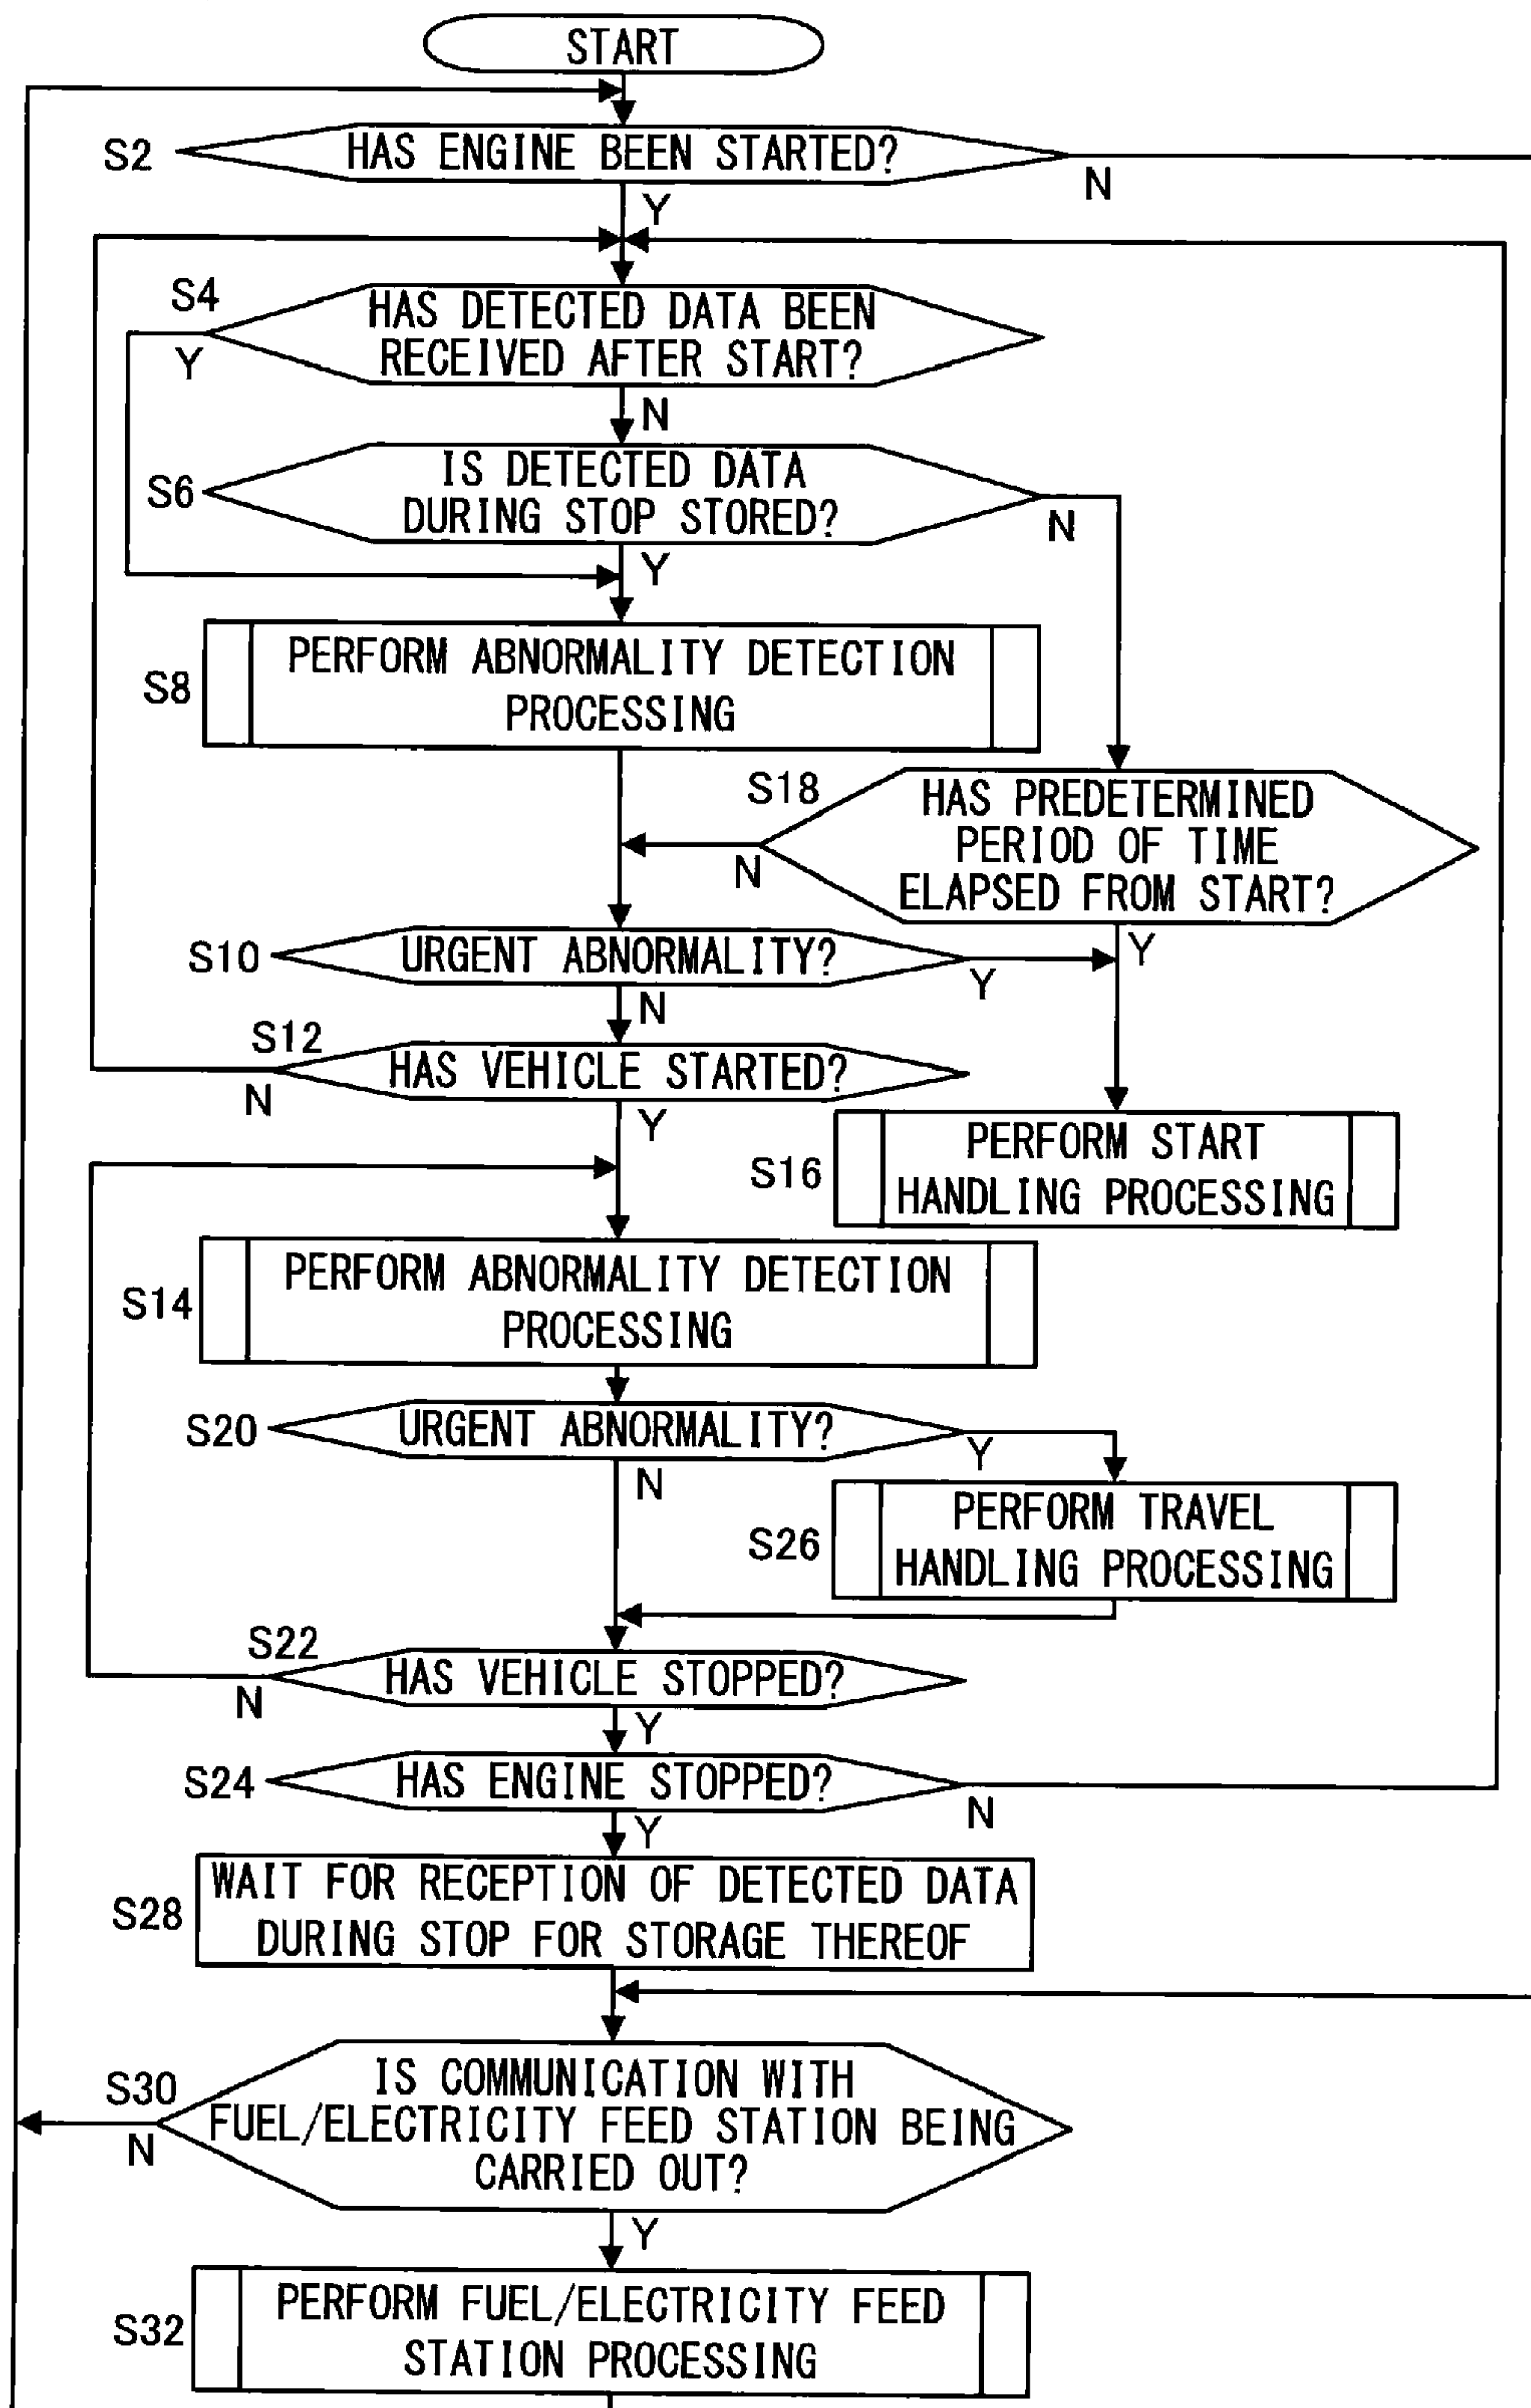 START
S2
HAS ENGINE BEEN STARTED?
N
Y
S4
HAS DETECTED DATA BEEN
RECEIVED AFTER START?
Y
N
S6
IS DETECTED DATA
DURING STOP STORED?
N
Y
S8
PERFORM ABNORMALITY DETECTION
PROCESSING
S18
HAS PREDETERMINED
PERIOD OF TIME
ELAPSED FROM START?
N
Y
S10
URGENT ABNORMALITY?
Y
N
S12
HAS VEHICLE STARTED?
N
Y
S16
PERFORM START
HANDLING PROCESSING
S14
PERFORM ABNORMALITY DETECTION
PROCESSING
S20
URGENT ABNORMALITY?
Y
N
S26
PERFORM TRAVEL
HANDLING PROCESSING
S22
HAS VEHICLE STOPPED?
N
Y
S24
HAS ENGINE STOPPED?
N
Y
S28
WAIT FOR RECEPTION OF DETECTED DATA
DURING STOP FOR STORAGE THEREOF
S30
IS COMMUNICATION WITH
FUEL/ELECTRICITY FEED STATION BEING
CARRIED OUT?
N
Y
S32
PERFORM FUEL/ELECTRICITY FEED
STATION PROCESSING